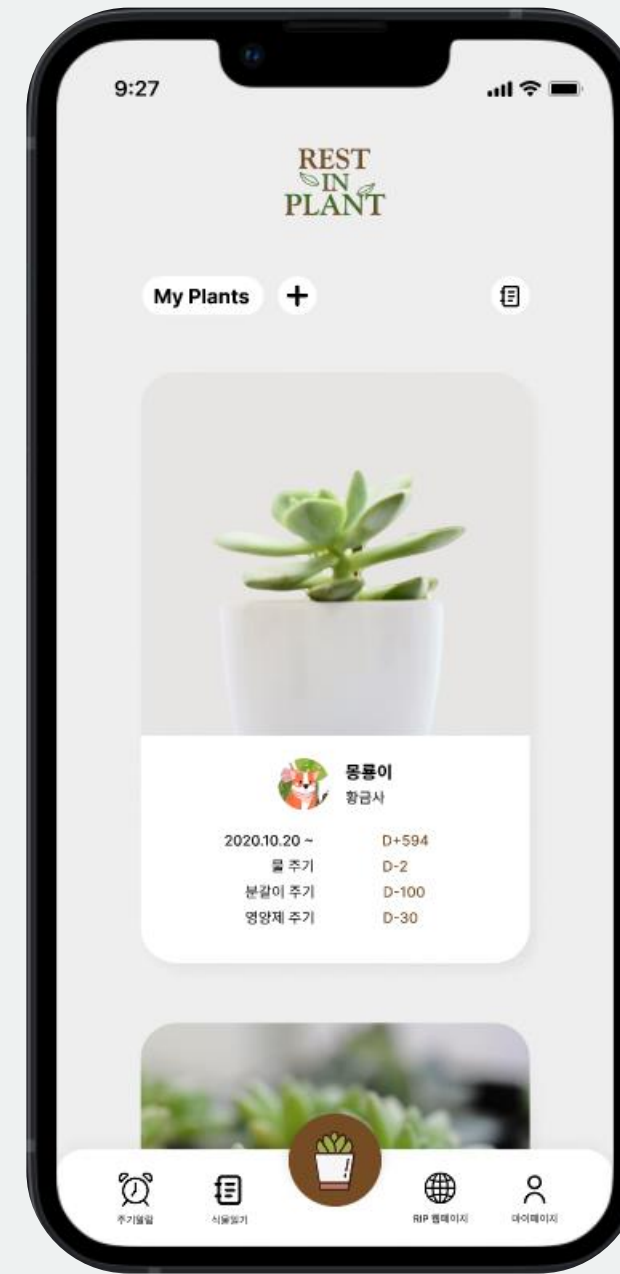 9:27
REST
IN
PLANT
My Plants +
몽룡이
황금사
2020.10.20 ~ D+594
물 주기 D-2
분갈이 주기 D-100
영양제 주기 D-30
주기알림 식물일기 RIP 웹페이지 마이페이지